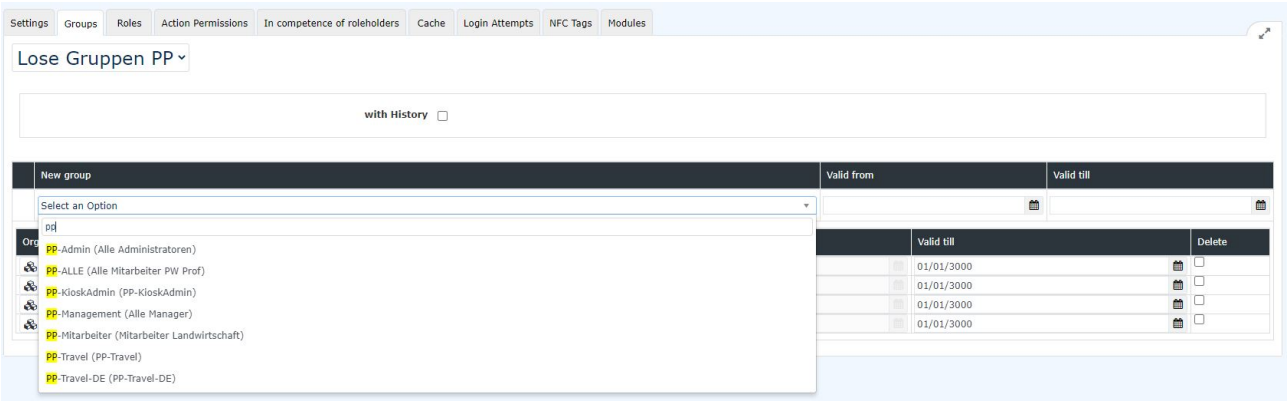 Settings Groups Roles Action Permissions In competence of roleholders Cache Login Attempts NFC Tags Modules
Lose Gruppen PP
with History
New group Valid from Valid till
Select an Option
pp
Org Valid till Delete
PP-Admin (Alle Administratoren)
01/01/3000
PP-ALLE (Alle Mitarbeiter PW Prof)
01/01/3000
PP-KioskAdmin (PP-KioskAdmin)
01/01/3000
PP-Management (Alle Manager)
01/01/3000
PP-Mitarbeiter (Mitarbeiter Landwirtschaft)
PP-Travel (PP-Travel)
PP-Travel-DE (PP-Travel-DE)